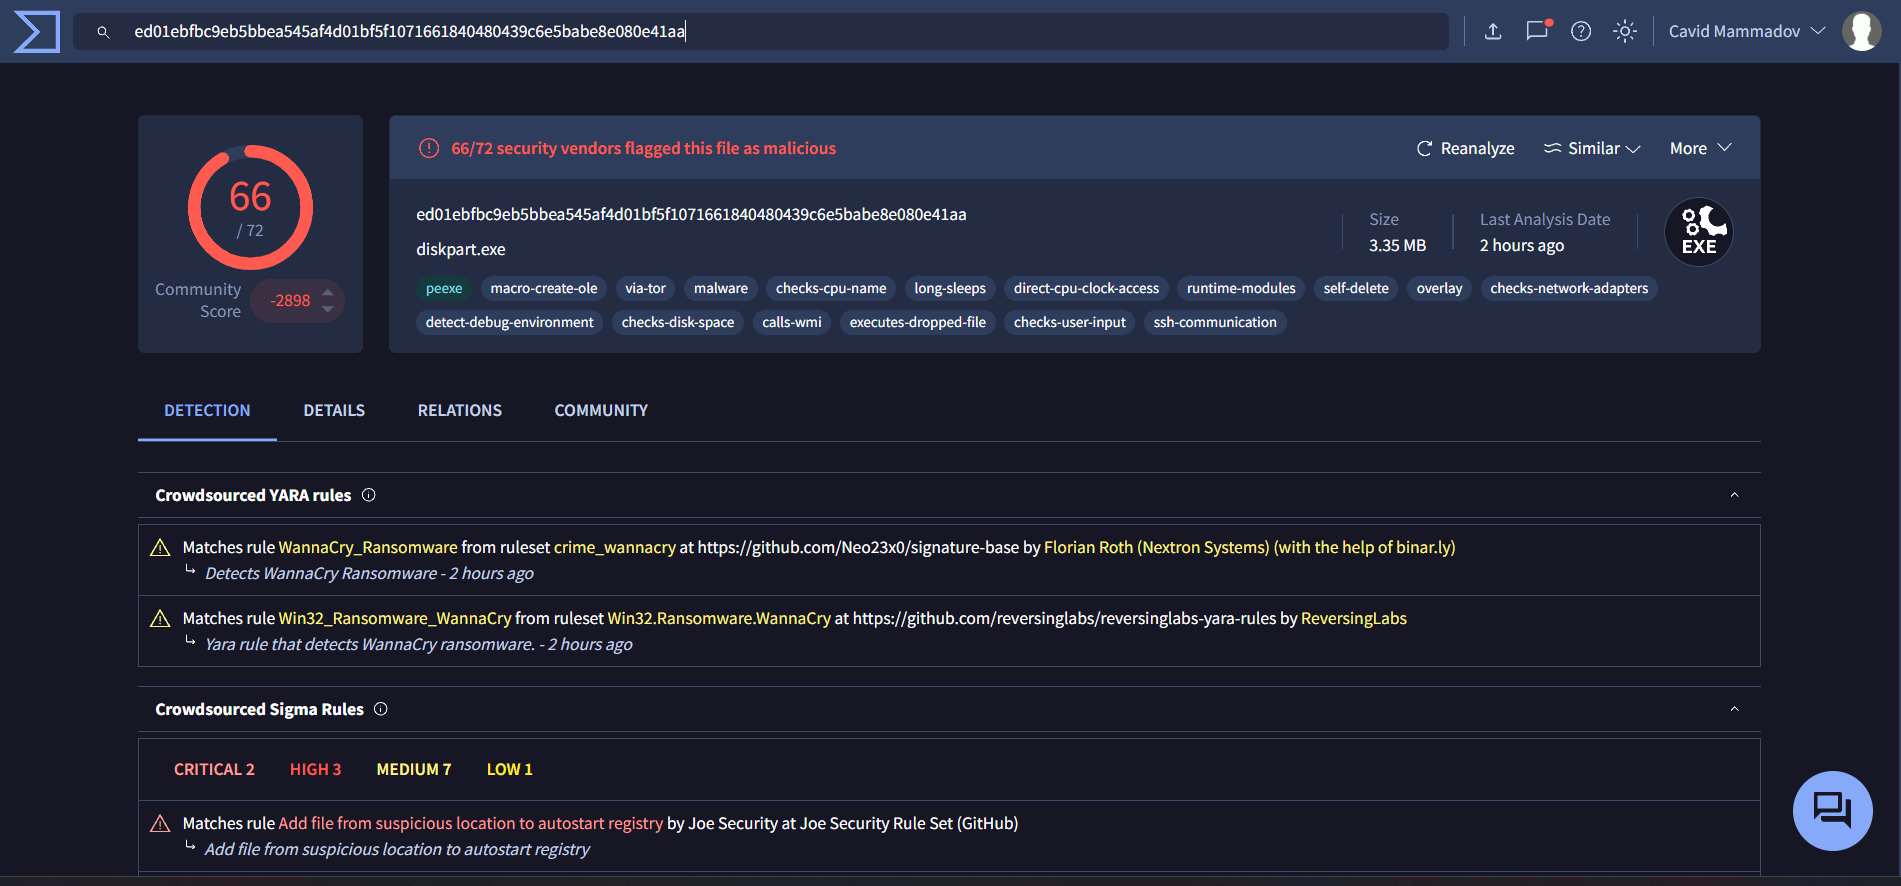 ed01ebfbc9eb5bbea545af4d01bf5f1071661840480439c6e5babe8e080e41aa
Cavid Mammadov
66
/ 72
Community
Score
-2898
66/72 security vendors flagged this file as malicious
Reanalyze
Similar
More
ed01ebfbc9eb5bbea545af4d01bf5f1071661840480439c6e5babe8e080e41aa
diskpart.exe
Size
3.35 MB
Last Analysis Date
2 hours ago
EXE
peexe macro-create-ole via-tor malware checks-cpu-name long-sleeps direct-cpu-clock-access runtime-modules self-delete overlay checks-network-adapters
detect-debug-environment checks-disk-space calls-wmi executes-dropped-file checks-user-input ssh-communication
DETECTION DETAILS RELATIONS COMMUNITY
Crowdsourced YARA rules
Matches rule WannaCry_Ransomware from ruleset crime_wannacry at https://github.com/Neo23x0/signature-base by Florian Roth (Nextron Systems) (with the help of binar.ly)
Detects WannaCry Ransomware - 2 hours ago
Matches rule Win32_Ransomware_WannaCry from ruleset Win32.Ransomware.WannaCry at https://github.com/reversinglabs/reversinglabs-yara-rules by ReversingLabs
Yara rule that detects WannaCry ransomware. - 2 hours ago
Crowdsourced Sigma Rules
CRITICAL 2 HIGH 3 MEDIUM 7 LOW 1
Matches rule Add file from suspicious location to autostart registry by Joe Security at Joe Security Rule Set (GitHub)
Add file from suspicious location to autostart registry